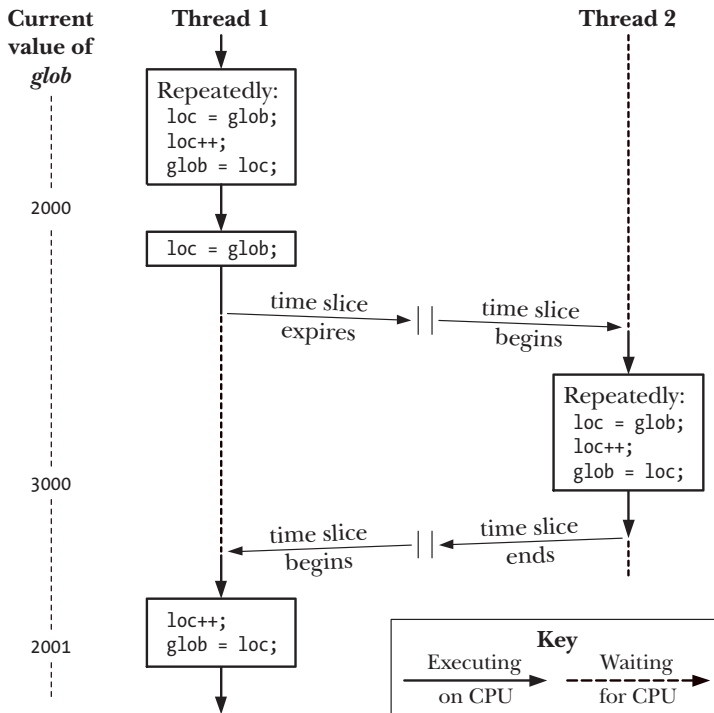 Current
value of
glob
Thread 1
Thread 2
Repeatedly:
loc = glob;
loc++;
glob = loc;
2000
loc = glob;
time slice
expires
time slice
begins
Repeatedly:
loc = glob;
loc++;
glob = loc;
3000
time slice
begins
time slice
ends
loc++;
glob = loc;
2001
Key
Executing
on CPU
Waiting
for CPU